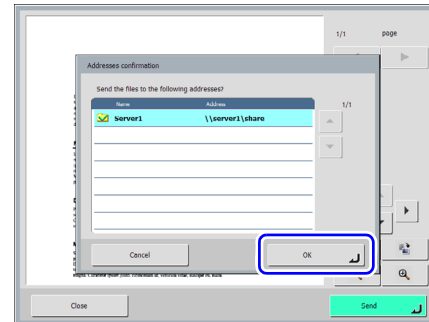 1/1 page
Addresses confirmation
Send the files to the following addresses?
Name Address
1/1
Server1 \\server1\share
Cancel OK
Close Send